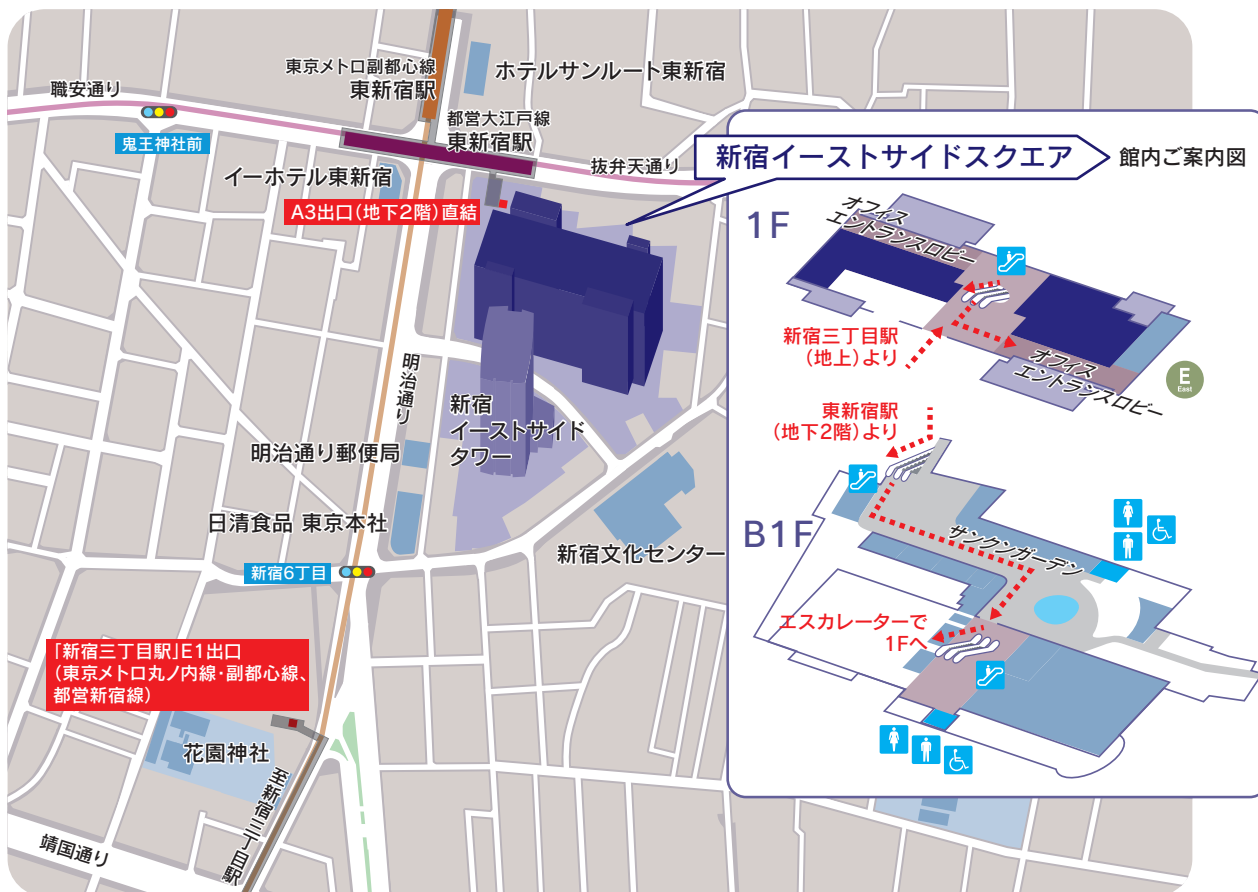 東京メトロ副都心線
東新宿駅
ホテルサンルート東新宿
職安通り
鬼王神社前
都営大江戸線
東新宿駅
抜弁天通り
イーホテル東新宿
A3出口(地下2階)直結
明治通り
新宿
イーストサイド
タワー
明治通り郵便局
日清食品 東京本社
新宿文化センター
新宿6丁目
「新宿三丁目駅」E1出口
(東京メトロ丸ノ内線・副都心線、
都営新宿線)
花園神社
至新宿三丁目駅
靖国通り
新宿イーストサイドスクエア
館内ご案内図
1F
オフィス
エントランスロビー
新宿三丁目駅
(地上)より
オフィス
エントランスロビー
E
East
東新宿駅
(地下2階)より
B1F
サンクンガーデン
エスカレーターで
1Fへ